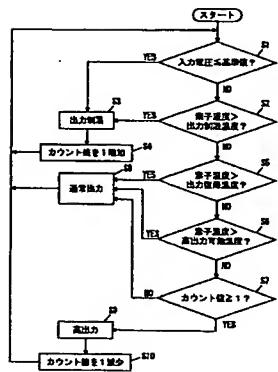 スタート
S1
入力電圧≦基準値?
YES
NO
S2
素子温度>
出力制限温度?
YES
NO
S3
出力制限
S4
カウント値を1増加
S5
素子温度>
出力復帰温度?
YES
NO
S8
通常出力
S6
素子温度>
高出力可能温度?
YES
NO
S7
カウント値≧1?
NO
YES
S9
高出力
S10
カウント値を1減少